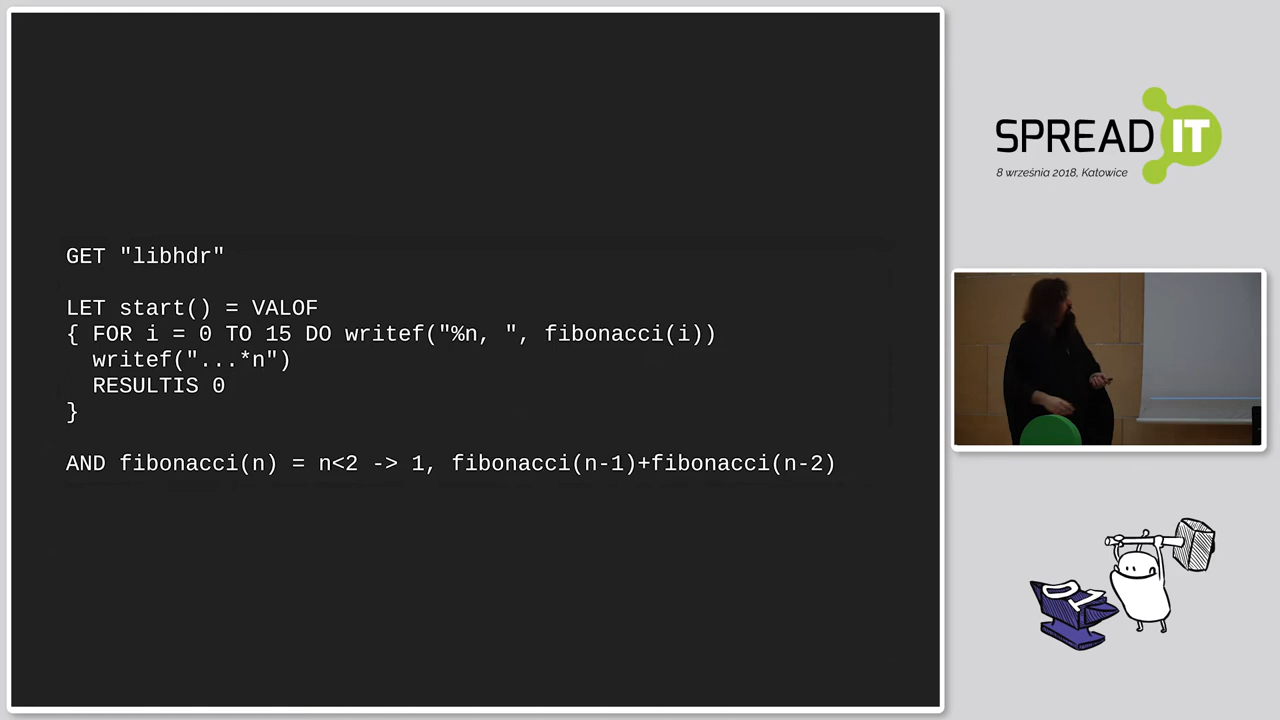 GET "libhdr"
LET start() = VALOF
{ FOR i = 0 TO 15 DO writef("%n, ", fibonacci(i))
  writef("...*n")
  RESULTIS 0
}
AND fibonacci(n) = n<2 -> 1, fibonacci(n-1)+fibonacci(n-2)
SPREAD IT
8 września 2018, Katowice
01